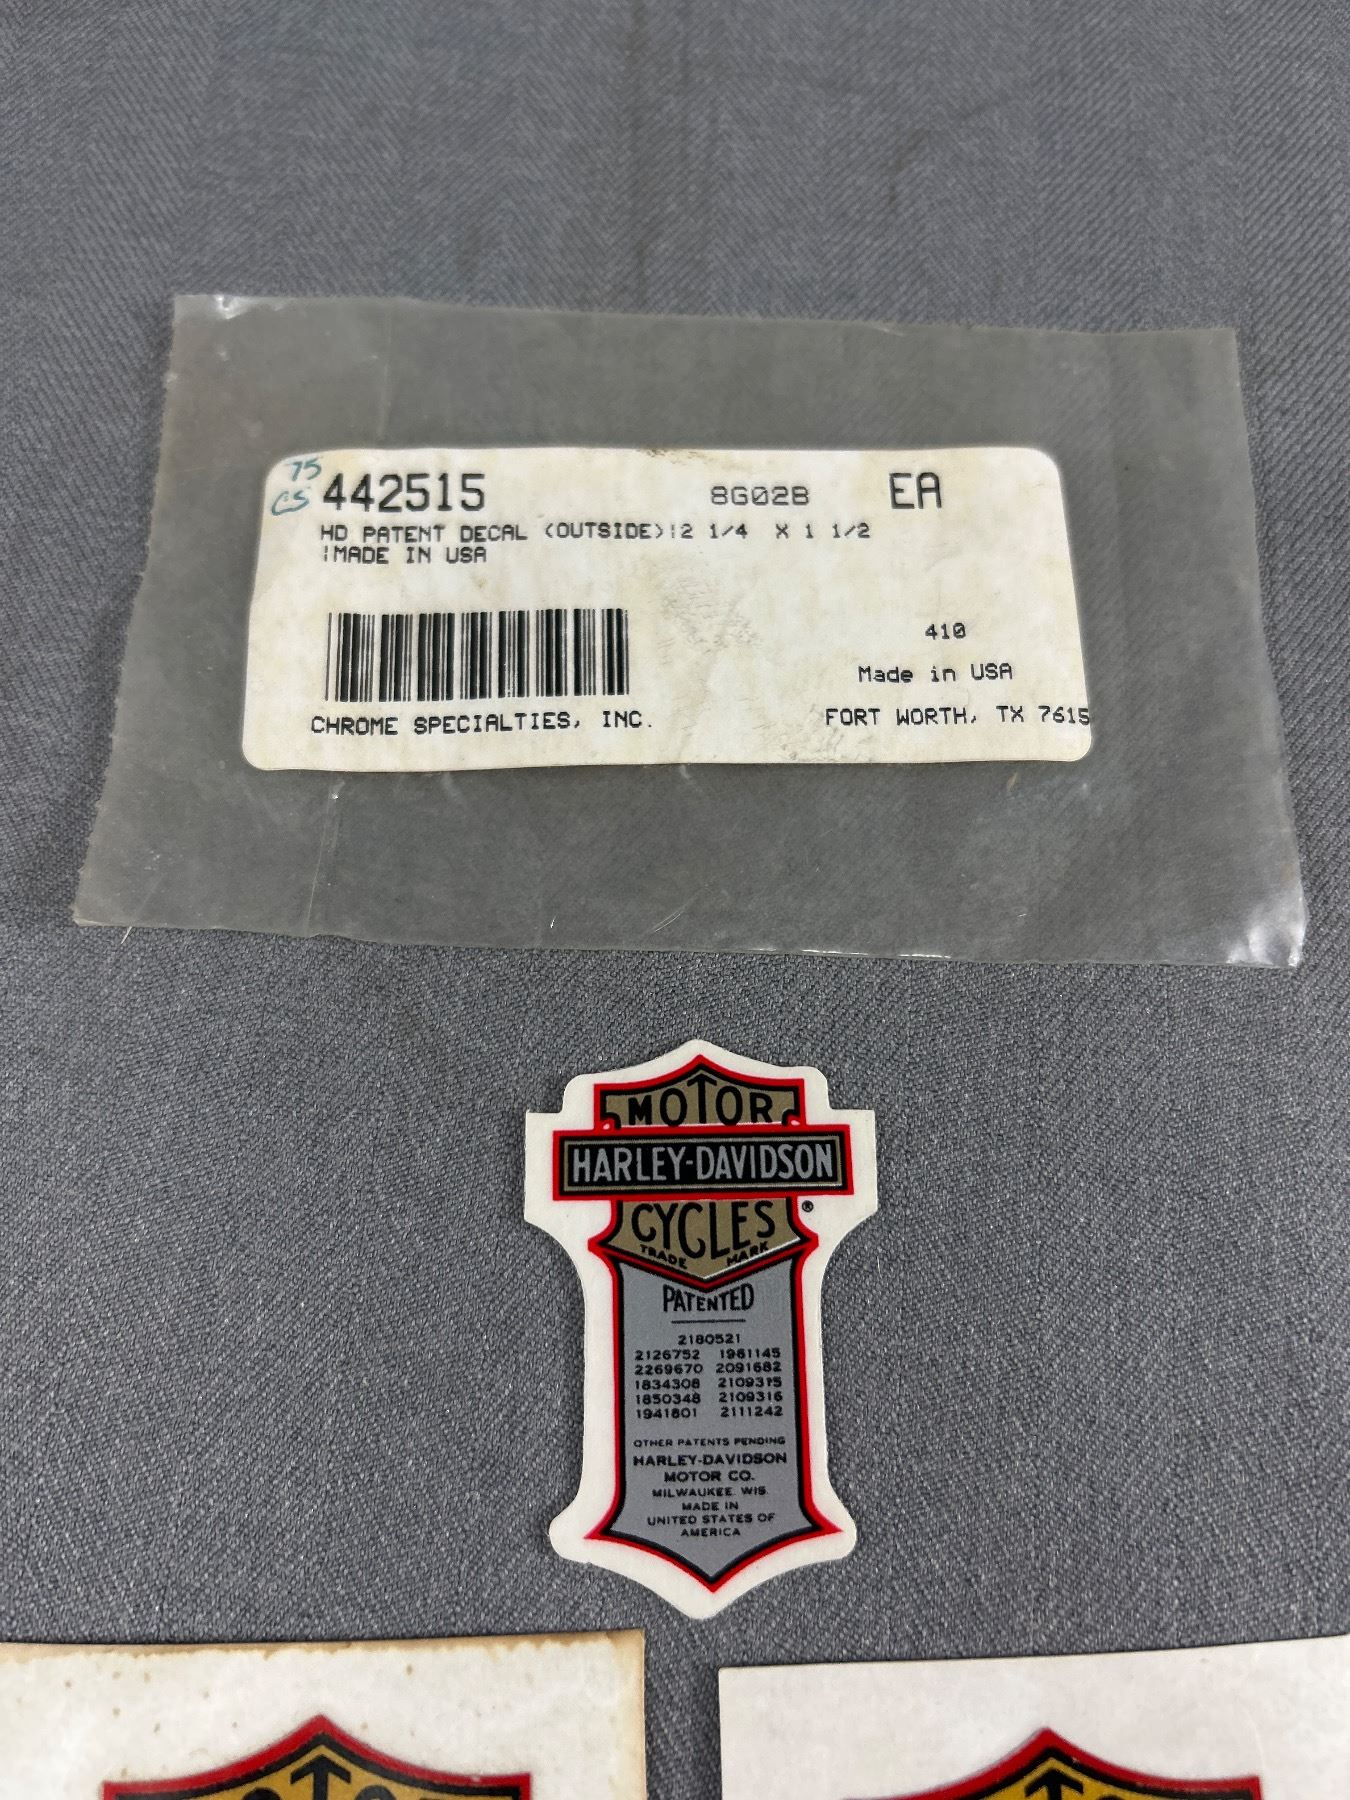 75
CS
442515 8G02B EA
HD PATENT DECAL (OUTSIDE)|2 1/4 X 1 1/2
|MADE IN USA
410
Made in USA
CHROME SPECIALTIES, INC. FORT WORTH, TX 7615
MOTOR
HARLEY-DAVIDSON
CYCLES ®
TRADE MARK
PATENTED
2180521
2126752 1981145
2269670 2091682
1834308 2109315
1850348 2109316
1941801 2111242
OTHER PATENTS PENDING
HARLEY-DAVIDSON
MOTOR CO.
MILWAUKEE. WIS.
MADE IN
UNITED STATES OF
AMERICA